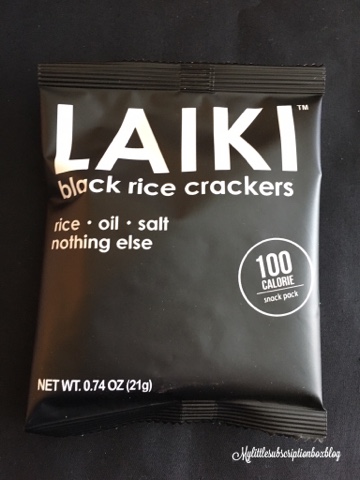 LAIKI™
black rice crackers
rice • oil • salt
nothing else
100
CALORIE
snack pack
NET WT. 0.74 OZ (21g)
Mylittlesubscriptionboxblog